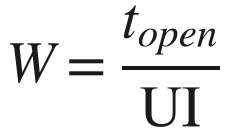 W = t_open / UI